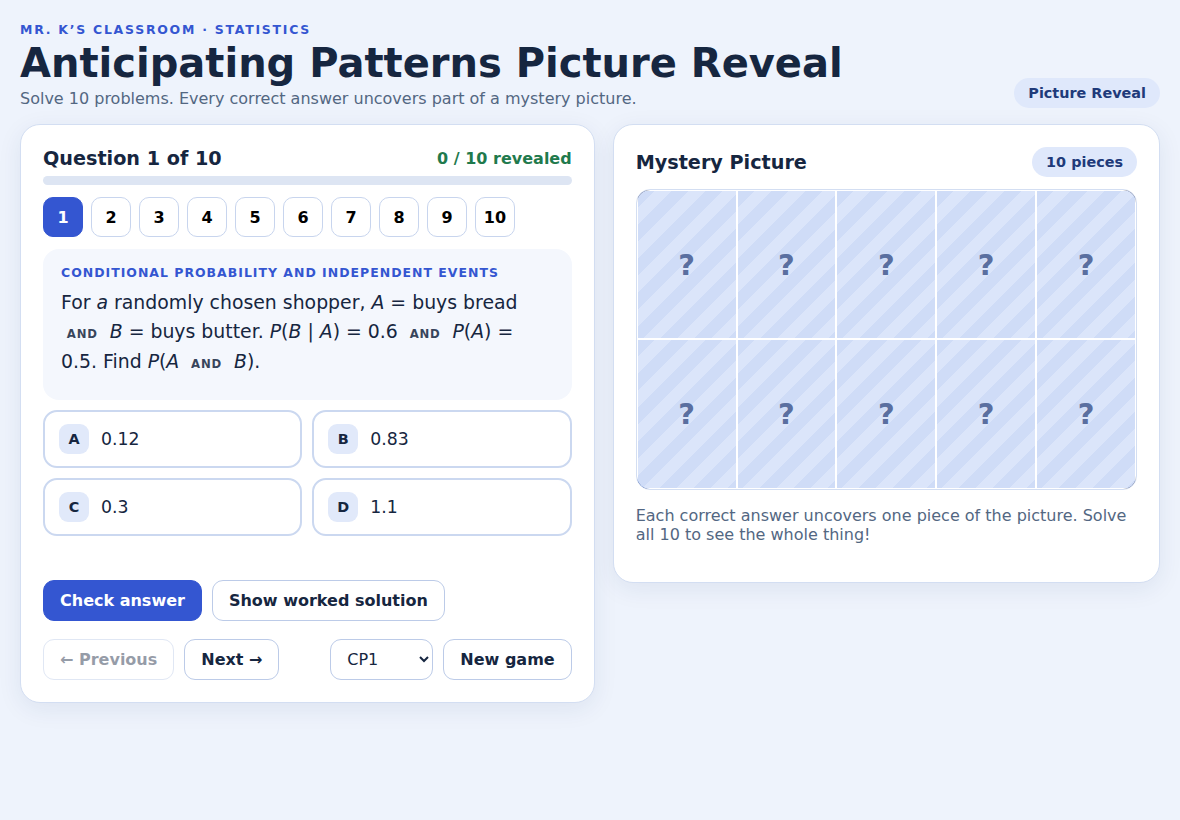 MR. K’S CLASSROOM · STATISTICS
Anticipating Patterns Picture Reveal
Solve 10 problems. Every correct answer uncovers part of a mystery picture.
Picture Reveal
Question 1 of 10
0 / 10 revealed
1 2 3 4 5 6 7 8 9 10
CONDITIONAL PROBABILITY AND INDEPENDENT EVENTS
For a randomly chosen shopper, A = buys bread
AND B = buys butter. P(B | A) = 0.6 AND P(A) =
0.5. Find P(A AND B).
A 0.12
B 0.83
C 0.3
D 1.1
Check answer
Show worked solution
← Previous
Next →
CP1
New game
Mystery Picture
10 pieces
? ? ? ? ?
? ? ? ? ?
Each correct answer uncovers one piece of the picture. Solve
all 10 to see the whole thing!